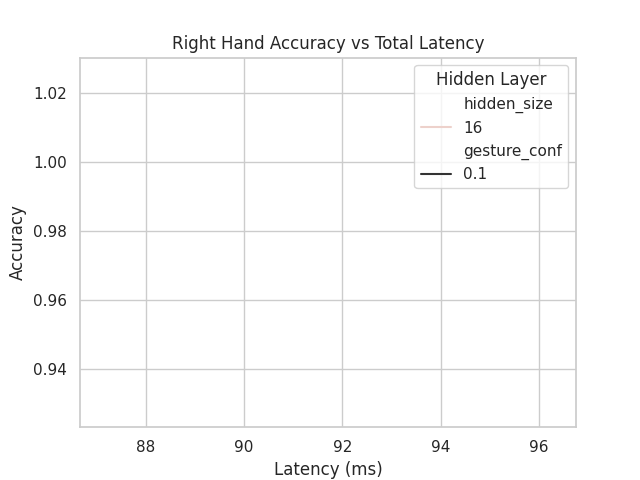 Right Hand Accuracy vs Total Latency
Hidden Layer
hidden_size
16
gesture_conf
0.1
1.02
1.00
0.98
0.96
0.94
Accuracy
88 90 92 94 96
Latency (ms)